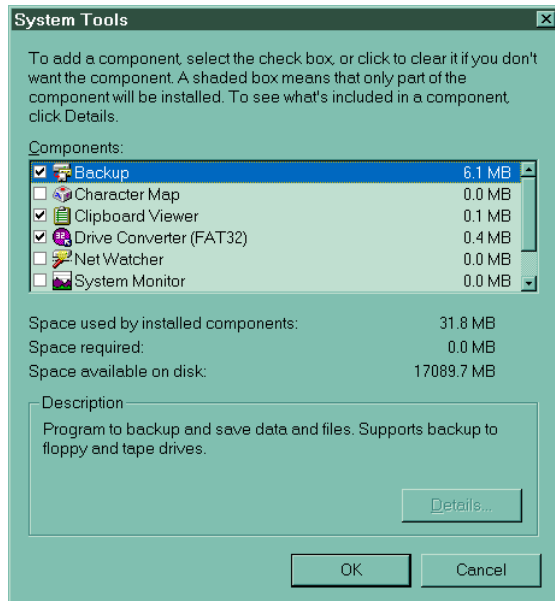 System Tools
To add a component, select the check box, or click to clear it if you don't
want the component. A shaded box means that only part of the
component will be installed. To see what's included in a component,
click Details.
Components:
Backup 6.1 MB
Character Map 0.0 MB
Clipboard Viewer 0.1 MB
Drive Converter (FAT32) 0.4 MB
Net Watcher 0.0 MB
System Monitor 0.0 MB
Space used by installed components: 31.8 MB
Space required: 0.0 MB
Space available on disk: 17089.7 MB
Description
Program to backup and save data and files. Supports backup to
floppy and tape drives.
Details...
OK Cancel